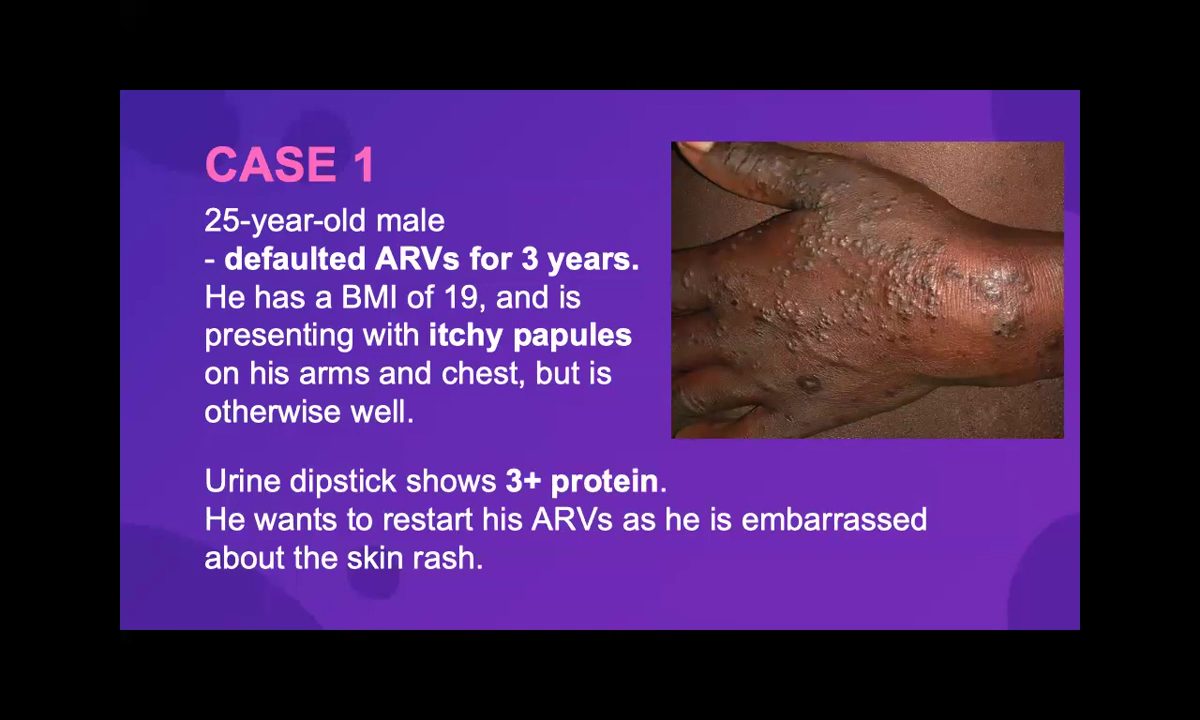 CASE 1
25-year-old male
- defaulted ARVs for 3 years.
He has a BMI of 19, and is
presenting with itchy papules
on his arms and chest, but is
otherwise well.
Urine dipstick shows 3+ protein.
He wants to restart his ARVs as he is embarrassed
about the skin rash.